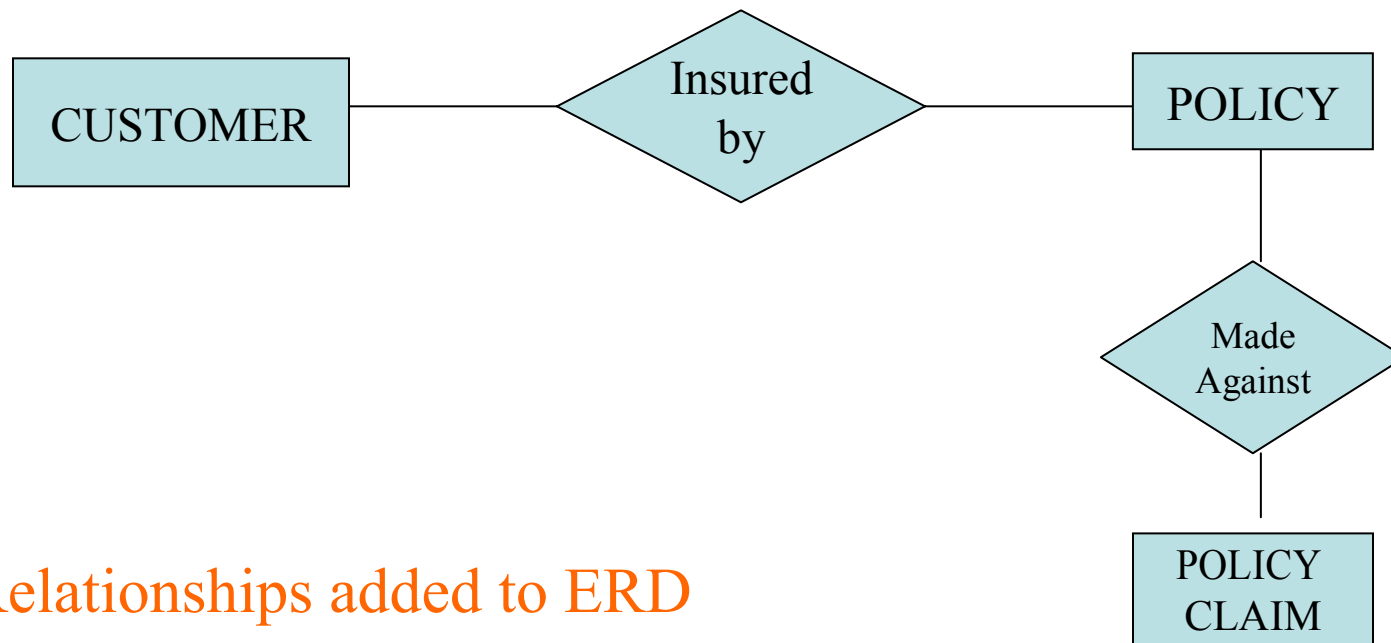 CUSTOMER
Insured
by
POLICY
Made
Against
POLICY
CLAIM
elationships added to ERD